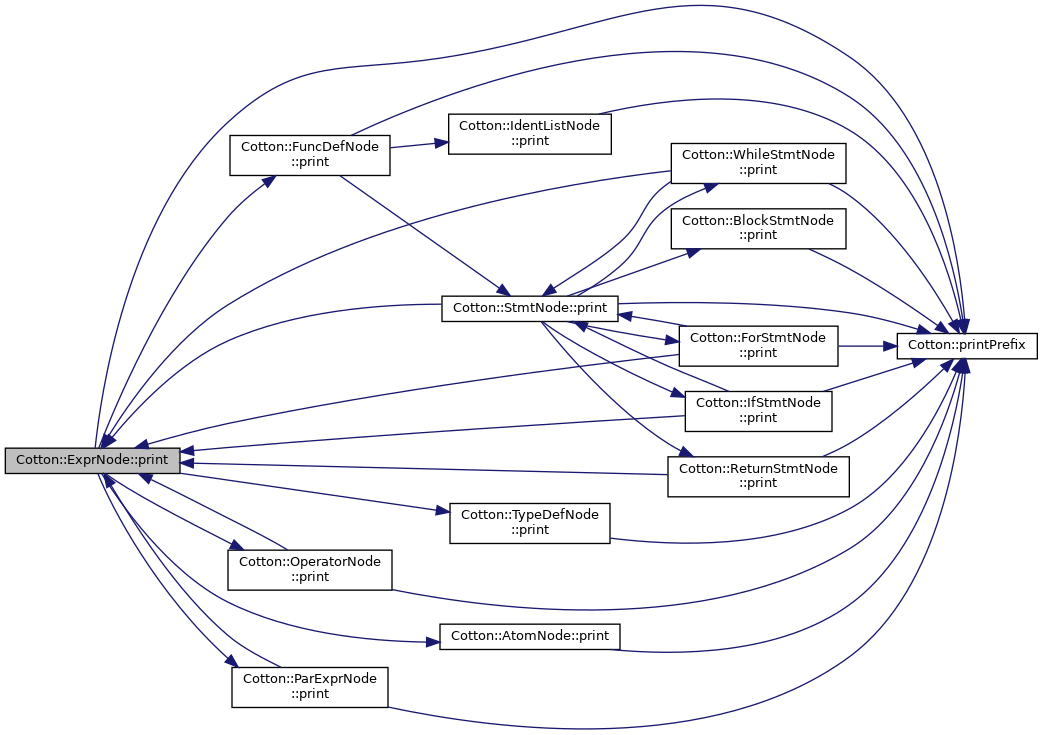 Cotton::IdentListNode
::print
Cotton::FuncDefNode
::print
Cotton::WhileStmtNode
::print
Cotton::BlockStmtNode
::print
Cotton::StmtNode::print
Cotton::ForStmtNode
::print
Cotton::printPrefix
Cotton::IfStmtNode
::print
Cotton::ExprNode::print
Cotton::ReturnStmtNode
::print
Cotton::TypeDefNode
::print
Cotton::OperatorNode
::print
Cotton::AtomNode::print
Cotton::ParExprNode
::print